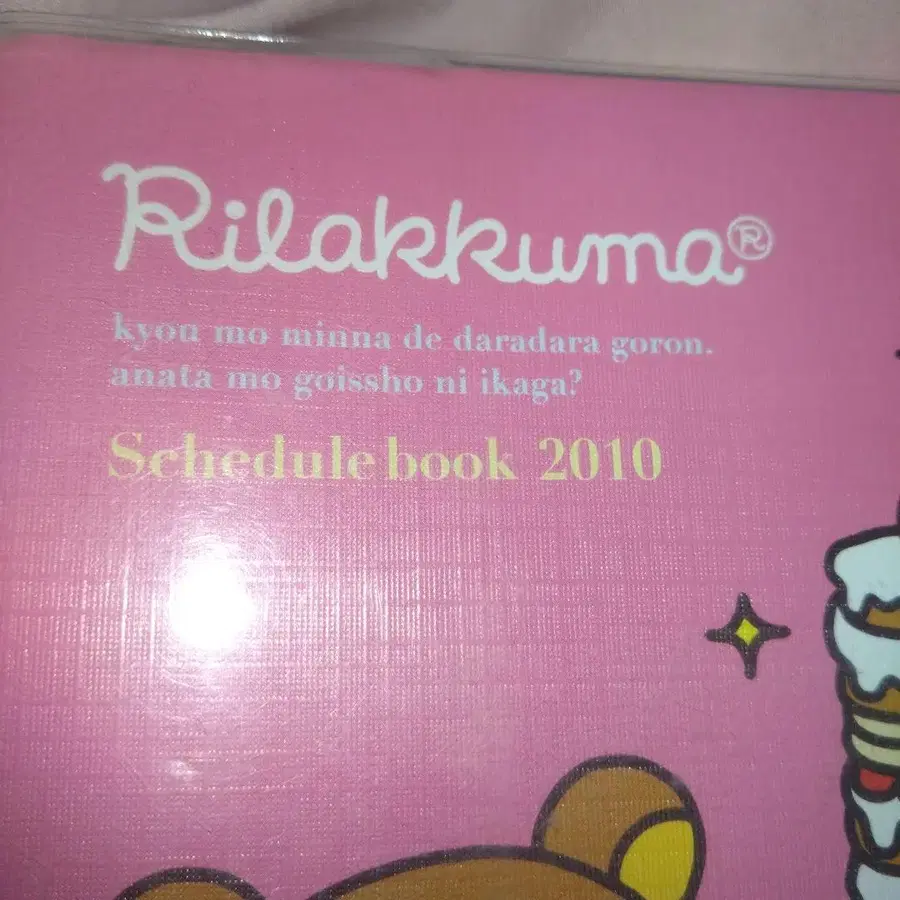 Rilakkuma®
kyou mo minna de daradara goron.
anata mo goissho ni ikaga?
Schedule book 2010